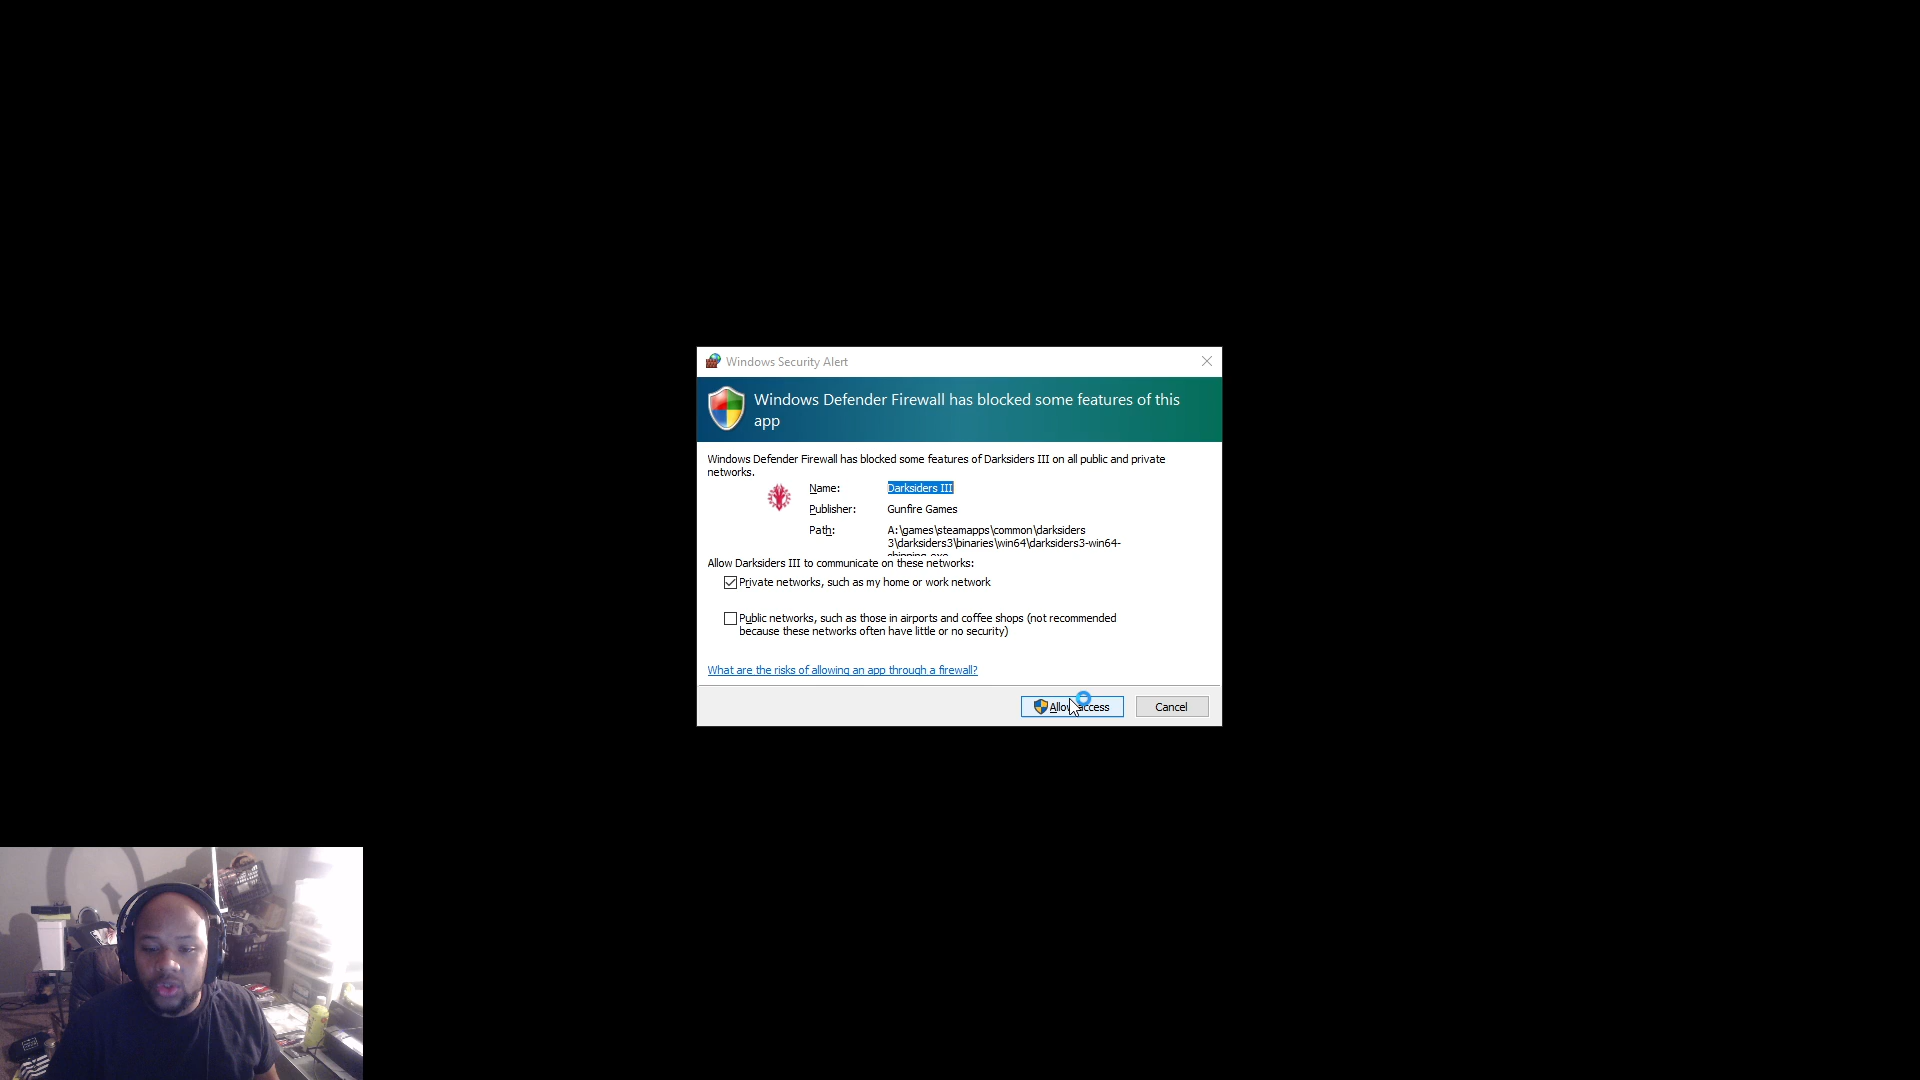 Windows Security Alert
Windows Defender Firewall has blocked some features of this
app
Windows Defender Firewall has blocked some features of Darksiders III on all public and private
networks.
Name: Darksiders III
Publisher: Gunfire Games
Path: A:\games\steamapps\common\darksiders
3\darksiders3\binaries\win64\darksiders3-win64-
shipping.exe
Allow Darksiders III to communicate on these networks:
Private networks, such as my home or work network
Public networks, such as those in airports and coffee shops (not recommended
because these networks often have little or no security)
What are the risks of allowing an app through a firewall?
Allow access
Cancel